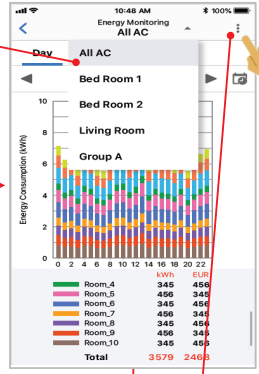 10:48 AM
100%
Energy Monitoring
All AC
Day
All AC
Bed Room 1
Bed Room 2
Living Room
Group A
Energy Consumption (kWh)
10
8
6
4
2
0
0 2 4 6 8 10 12 14 16 18 20 22
kWh EUR
Room_4 345 456
Room_5 456 345
Room_6 345 456
Room_7 456 345
Room_8 345 456
Room_9 456 345
Room_10 345 456
Total 3579 2468